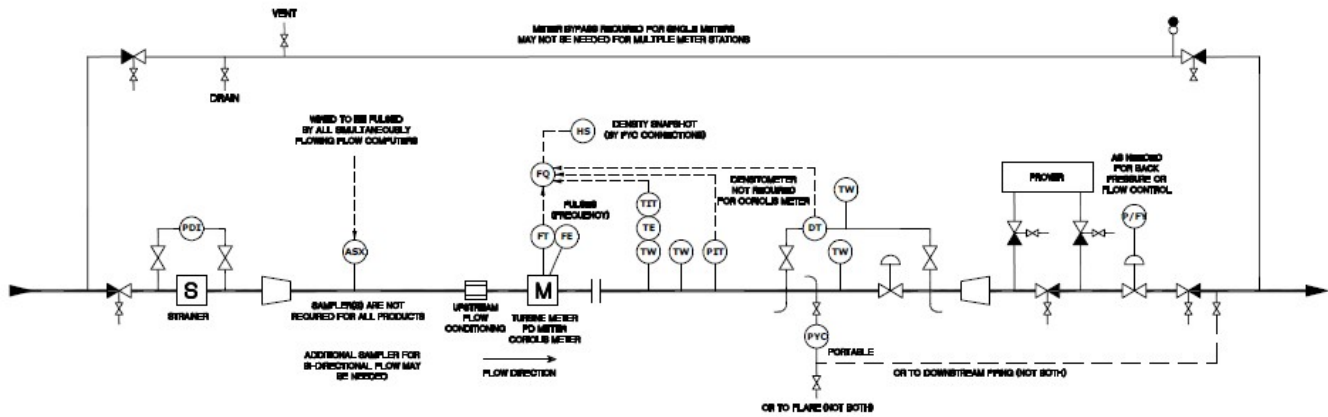 VENT
METER BYPASS REQUIRED FOR SINGLE METERS
MAY NOT BE NEEDED FOR MULTIPLE METER STATIONS
DRAIN
WIRED TO BE PULSED
BY ALL SIMULTANEOUSLY
FLOWING FLOW COMPUTERS
HS
DENSITY SNAPSHOT
(BY PYC CONNECTIONS)
FQ
PULSES
(FREQUENCY)
DENSITOMETER
NOT REQUIRED
FOR CORIOLIS METER
TW
PROVER
AS NEEDED
FOR BACK
PRESSURE OR
FLOW CONTROL
PDI
ASX
FT
FE
TIT
TE
TW
TW
PIT
DT
TW
P/FY
S
STRAINER
SAMPLER(S) ARE NOT
REQUIRED FOR ALL PRODUCTS
UPSTREAM
FLOW
CONDITIONING
M
TURBINE METER
PD METER
CORIOLIS METER
ADDITIONAL SAMPLER FOR
BI-DIRECTIONAL FLOW MAY
BE NEEDED
FLOW DIRECTION
PYC
PORTABLE
OR TO DOWNSTREAM PIPING (NOT BOTH)
OR TO FLARE (NOT BOTH)